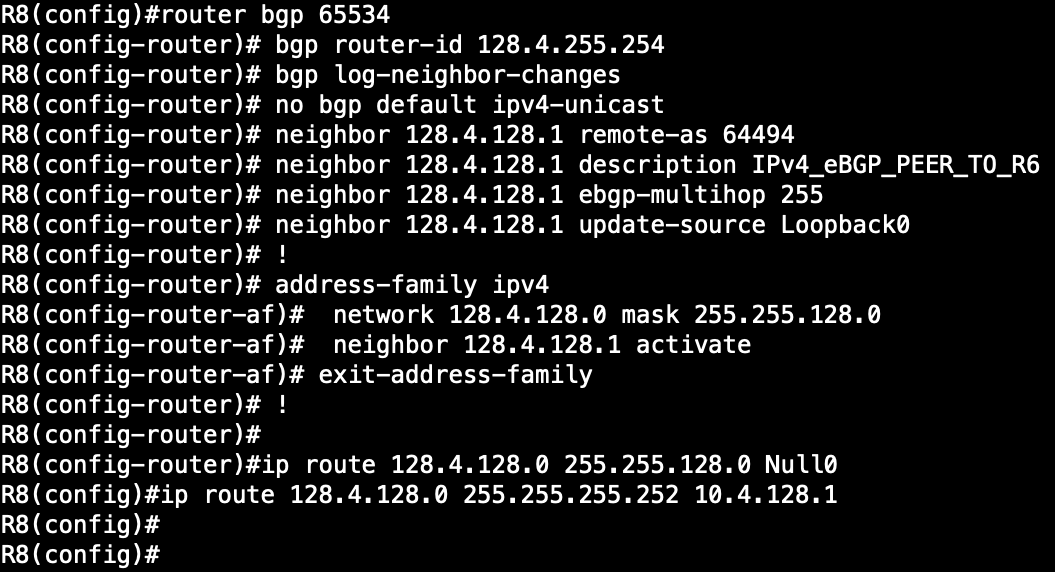 R8(config)#router bgp 65534
R8(config-router)# bgp router-id 128.4.255.254
R8(config-router)# bgp log-neighbor-changes
R8(config-router)# no bgp default ipv4-unicast
R8(config-router)# neighbor 128.4.128.1 remote-as 64494
R8(config-router)# neighbor 128.4.128.1 description IPv4_eBGP_PEER_TO_R6
R8(config-router)# neighbor 128.4.128.1 ebgp-multihop 255
R8(config-router)# neighbor 128.4.128.1 update-source Loopback0
R8(config-router)# !
R8(config-router)# address-family ipv4
R8(config-router-af)#  network 128.4.128.0 mask 255.255.128.0
R8(config-router-af)#  neighbor 128.4.128.1 activate
R8(config-router-af)# exit-address-family
R8(config-router)# !
R8(config-router)#
R8(config-router)#ip route 128.4.128.0 255.255.128.0 Null0
R8(config)#ip route 128.4.128.0 255.255.255.252 10.4.128.1
R8(config)#
R8(config)#